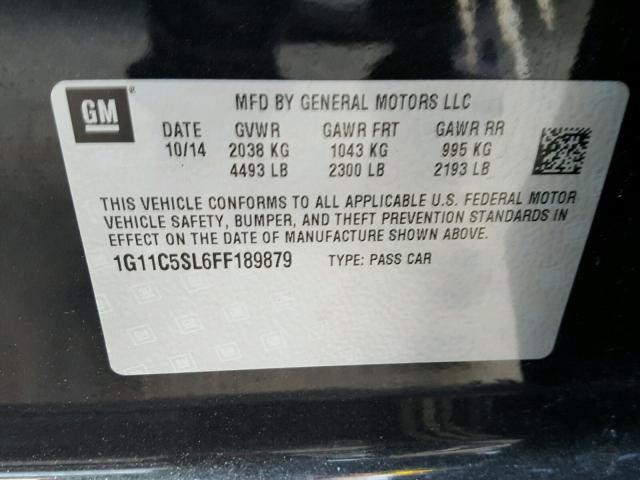 GM ®
MFD BY GENERAL MOTORS LLC
DATE GVWR GAWR FRT GAWR RR
10/14 2038 KG 1043 KG 995 KG
4493 LB 2300 LB 2193 LB
THIS VEHICLE CONFORMS TO ALL APPLICABLE U.S. FEDERAL MOTOR
VEHICLE SAFETY, BUMPER, AND THEFT PREVENTION STANDARDS IN
EFFECT ON THE DATE OF MANUFACTURE SHOWN ABOVE.
1G11C5SL6FF189879 TYPE: PASS CAR